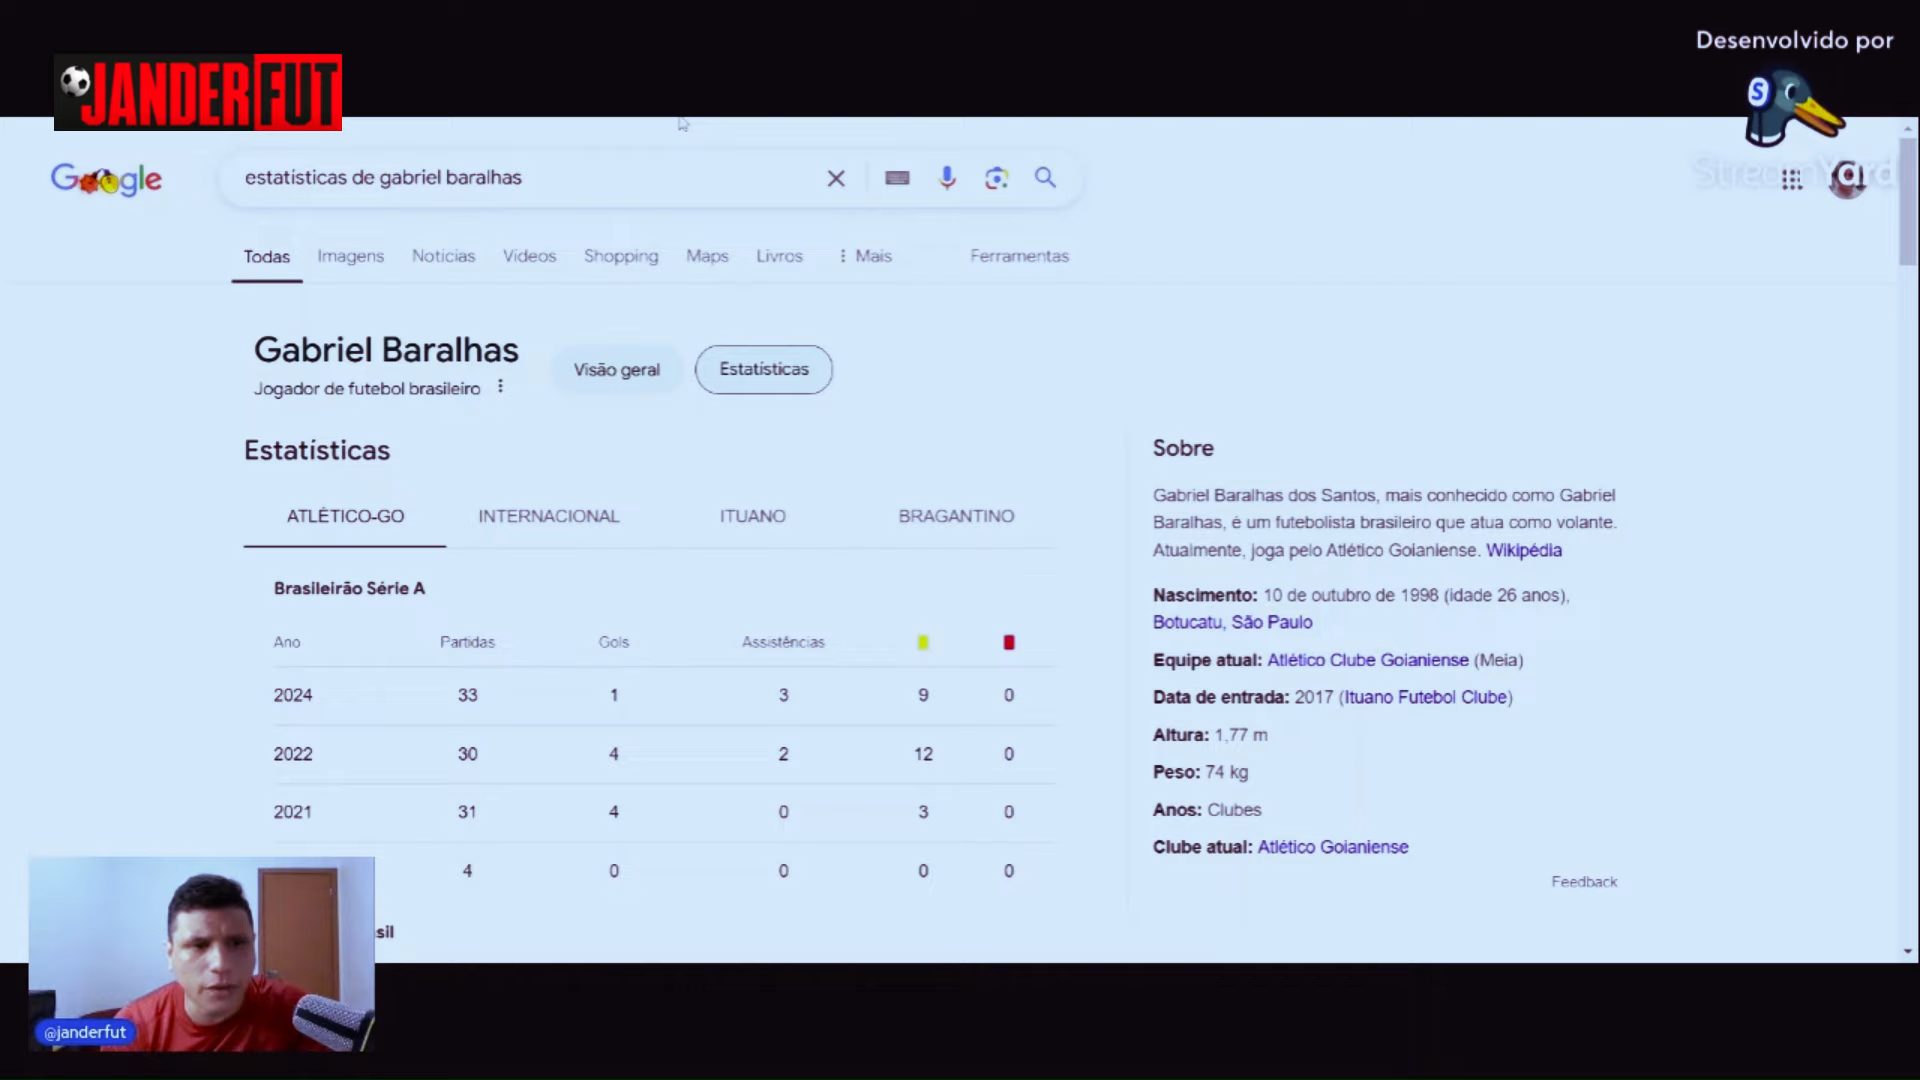 Desenvolvido por
JANDERFUT
S
StreamYard
Google
estatísticas de gabriel baralhas
Todas Imagens Notícias Vídeos Shopping Maps Livros Mais Ferramentas
Gabriel Baralhas
Jogador de futebol brasileiro
Visão geral Estatísticas
Estatísticas
ATLÉTICO-GO INTERNACIONAL ITUANO BRAGANTINO
Brasileirão Série A
Ano Partidas Gols Assistências
2024 33 1 3 9 0
2022 30 4 2 12 0
2021 31 4 0 3 0
4 0 0 0 0
sil
Sobre
Gabriel Baralhas dos Santos, mais conhecido como Gabriel
Baralhas, é um futebolista brasileiro que atua como volante.
Atualmente, joga pelo Atlético Goianiense. Wikipédia
Nascimento: 10 de outubro de 1998 (idade 26 anos),
Botucatu, São Paulo
Equipe atual: Atlético Clube Goianiense (Meia)
Data de entrada: 2017 (Ituano Futebol Clube)
Altura: 1,77 m
Peso: 74 kg
Anos: Clubes
Clube atual: Atlético Goianiense
Feedback
@janderfut